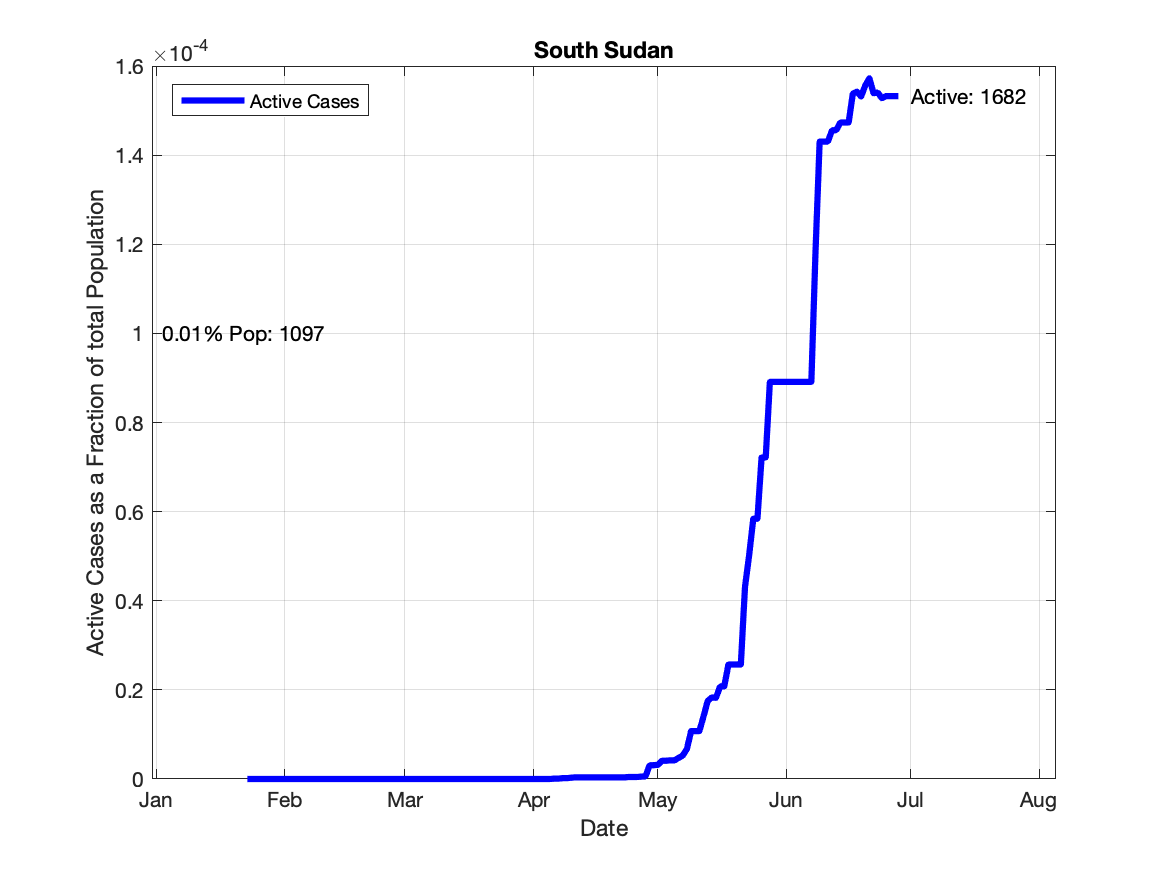 South Sudan
×10⁻⁴
1.6
1.4
1.2
1
0.8
0.6
0.4
0.2
0
Active Cases as a Fraction of total Population
Active Cases
Active: 1682
0.01% Pop: 1097
Jan Feb Mar Apr May Jun Jul Aug
Date